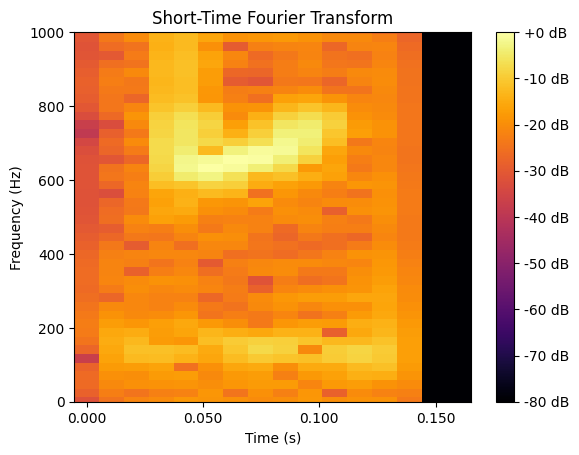 Short-Time Fourier Transform
1000
800
600
400
200
0
Frequency (Hz)
0.000
0.050
0.100
0.150
Time (s)
+0 dB
-10 dB
-20 dB
-30 dB
-40 dB
-50 dB
-60 dB
-70 dB
-80 dB